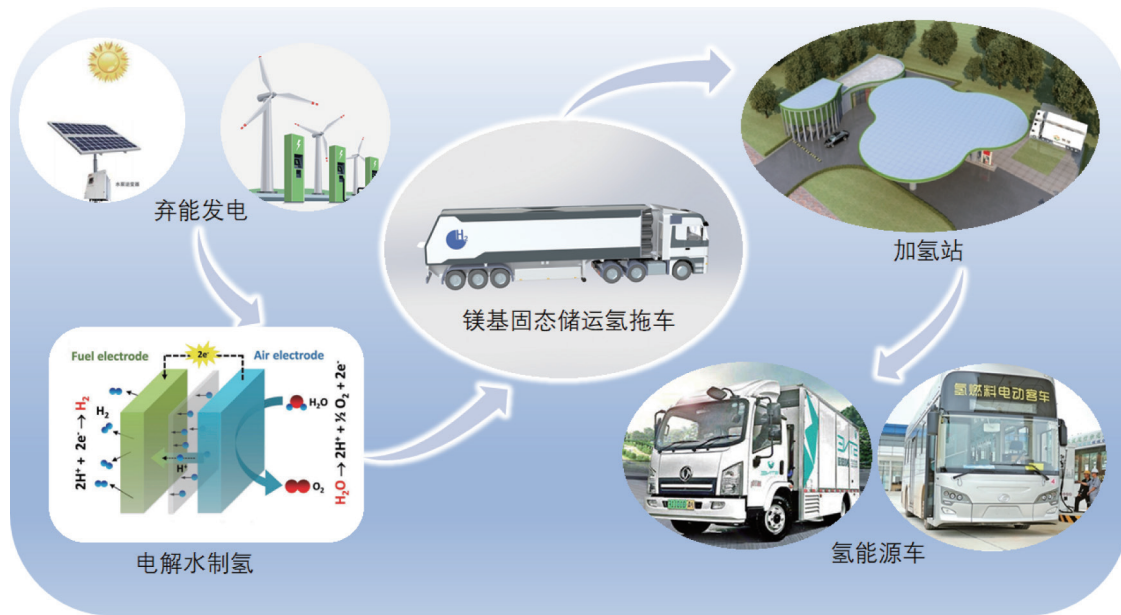 弃能发电
Fuel electrode
2e⁻
Air electrode
H₂
2H⁺ + 2e⁻ → H₂
H⁺
H₂O
O₂
H₂O → 2H⁺ + ½ O₂ + 2e⁻
电解水制氢
H₂
镁基固态储运氢拖车
加氢站
氢燃料电动客车
氢能源车